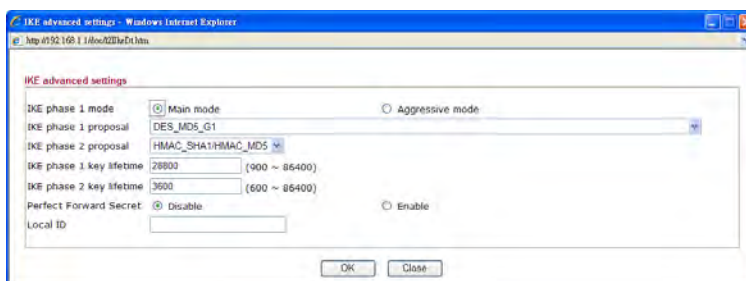 IKE advanced settings - Windows Internet Explorer
IKE advanced settings
IKE phase 1 mode Main mode Aggressive mode
IKE phase 1 proposal DES_MD5_G1
IKE phase 2 proposal HMAC_SHA1/HMAC_MD5
IKE phase 1 key lifetime 28800 (900 ~ 86400)
IKE phase 2 key lifetime 3600 (600 ~ 86400)
Perfect Forward Secret Disable Enable
Local ID
OK Close